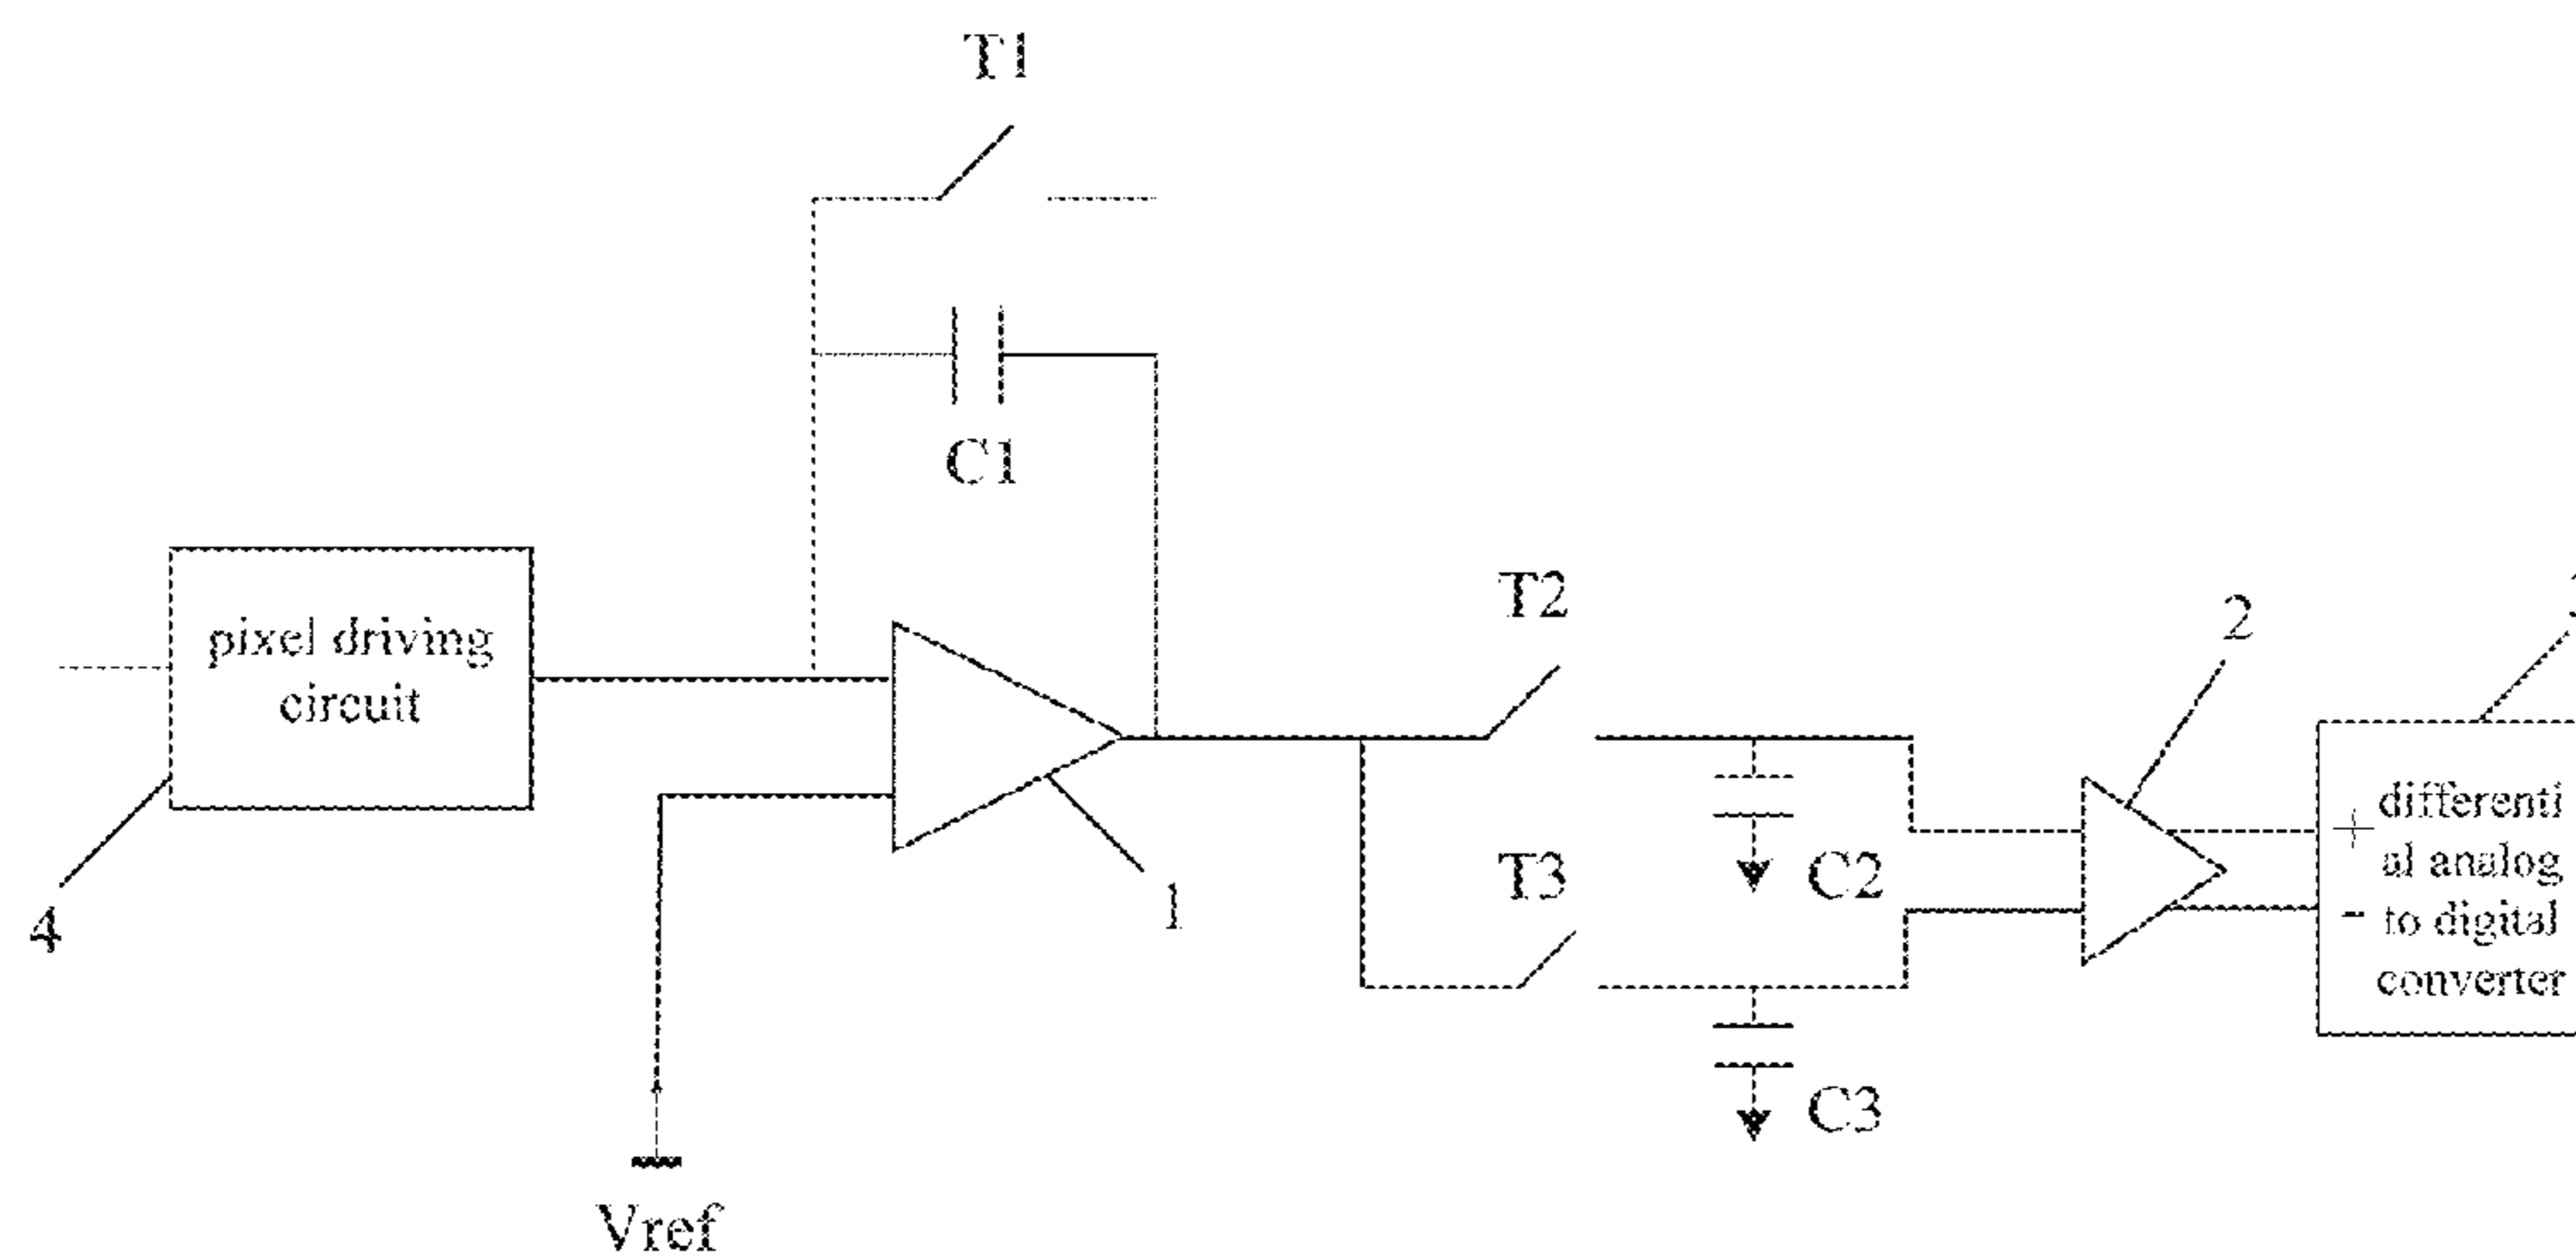 T1
C1
pixel driving
circuit
4
1
Vref
T2
T3
C2
C3
2
+ differenti
al analog
- to digital
converter